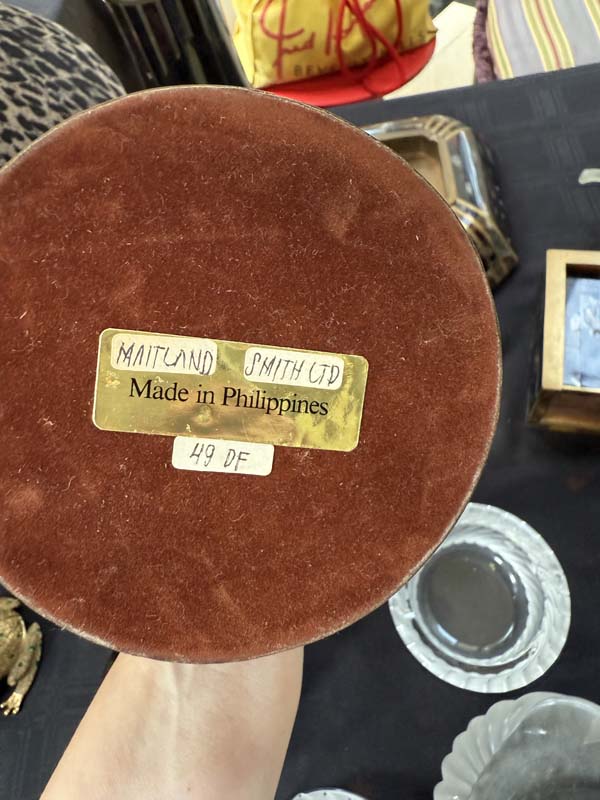 MAITLAND SMITH LTD
Made in Philippines
49 DF